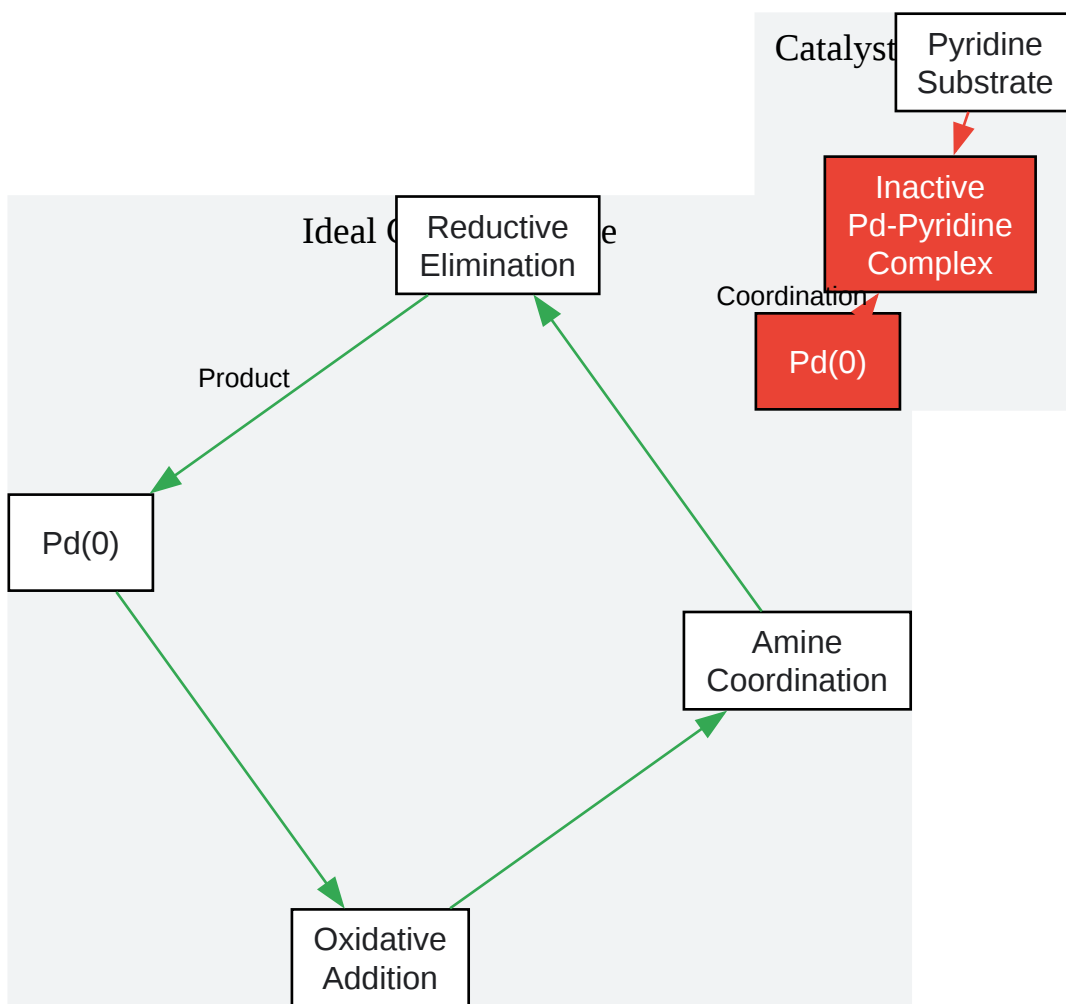 Catalyst
Pyridine
Substrate
Inactive
Pd-Pyridine
Complex
Coordination
Pd(0)
Ideal
Reductive
Elimination
Product
Pd(0)
Amine
Coordination
Oxidative
Addition